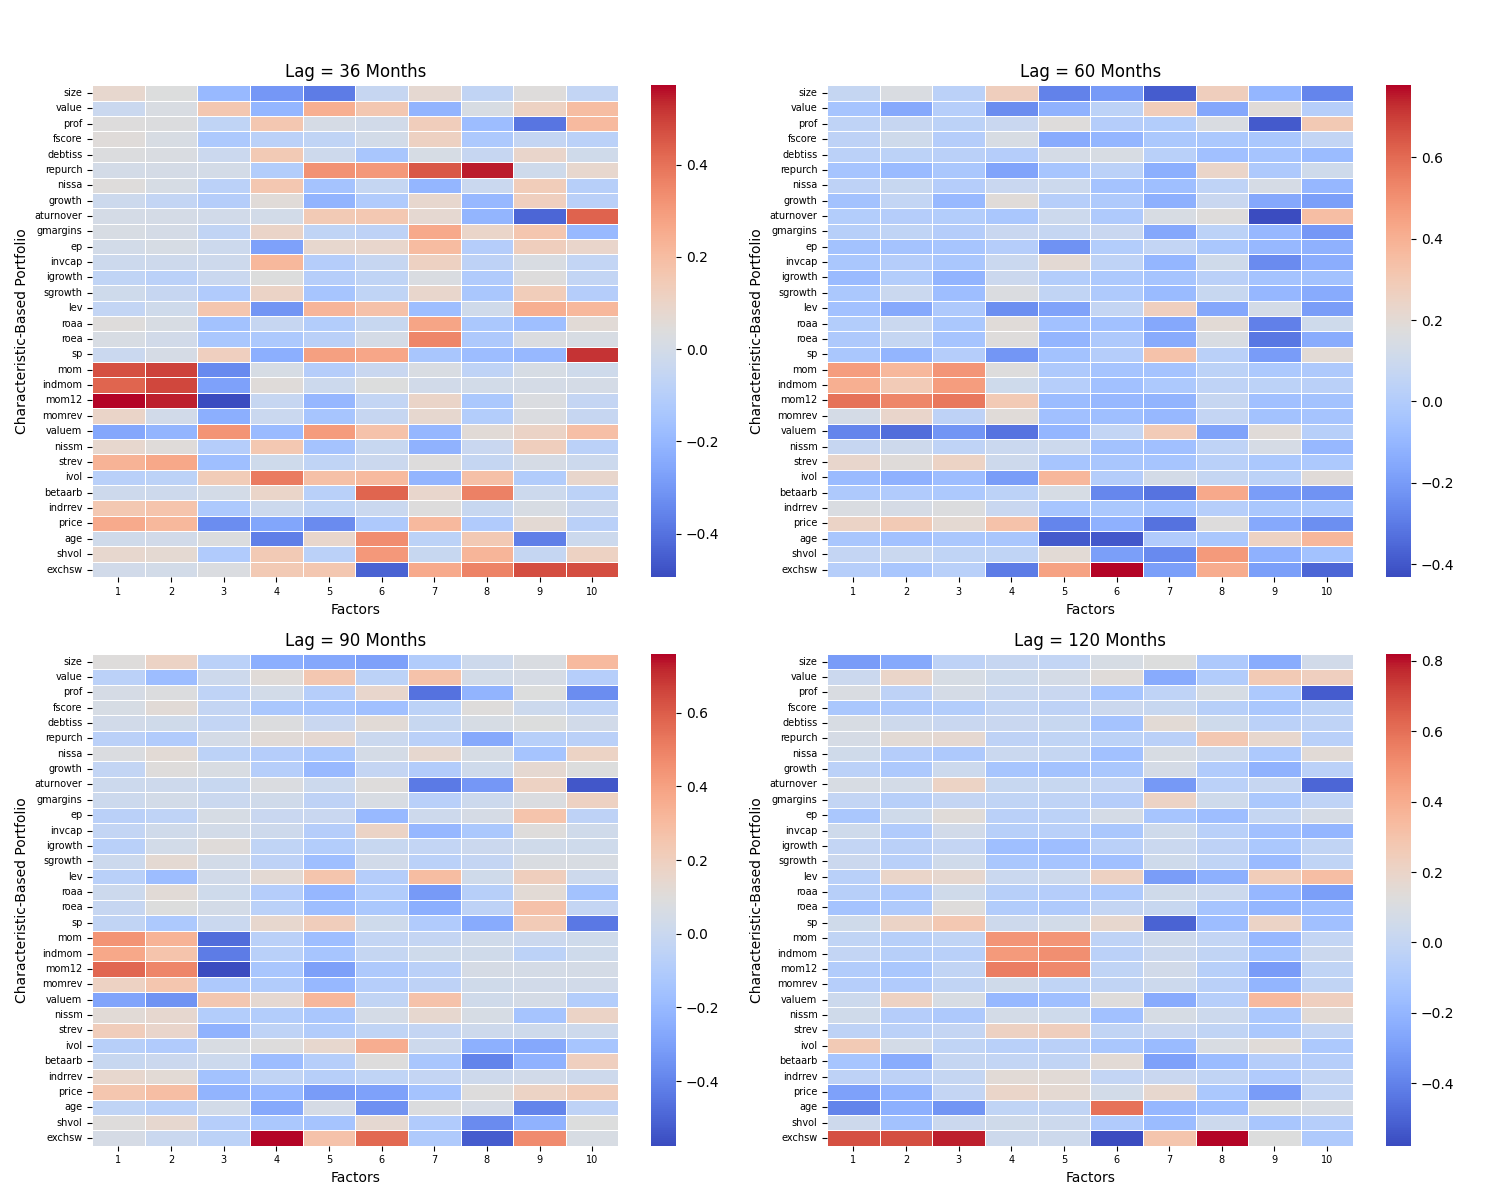 Lag = 36 Months
Characteristic-Based Portfolio
size
value
prof
fscore
debtiss
repurch
nissa
growth
aturnover
gmargins
ep
invcap
igrowth
sgrowth
lev
roaa
roea
sp
mom
indmom
mom12
momrev
valuem
nissm
strev
ivol
betaarb
indrrev
price
age
shvol
exchsw
1 2 3 4 5 6 7 8 9 10
Factors
0.4
0.2
0.0
−0.2
−0.4
Lag = 60 Months
Characteristic-Based Portfolio
size
value
prof
fscore
debtiss
repurch
nissa
growth
aturnover
gmargins
ep
invcap
igrowth
sgrowth
lev
roaa
roea
sp
mom
indmom
mom12
momrev
valuem
nissm
strev
ivol
betaarb
indrrev
price
age
shvol
exchsw
1 2 3 4 5 6 7 8 9 10
Factors
0.6
0.4
0.2
0.0
−0.2
−0.4
Lag = 90 Months
Characteristic-Based Portfolio
size
value
prof
fscore
debtiss
repurch
nissa
growth
aturnover
gmargins
ep
invcap
igrowth
sgrowth
lev
roaa
roea
sp
mom
indmom
mom12
momrev
valuem
nissm
strev
ivol
betaarb
indrrev
price
age
shvol
exchsw
1 2 3 4 5 6 7 8 9 10
Factors
0.6
0.4
0.2
0.0
−0.2
−0.4
Lag = 120 Months
Characteristic-Based Portfolio
size
value
prof
fscore
debtiss
repurch
nissa
growth
aturnover
gmargins
ep
invcap
igrowth
sgrowth
lev
roaa
roea
sp
mom
indmom
mom12
momrev
valuem
nissm
strev
ivol
betaarb
indrrev
price
age
shvol
exchsw
1 2 3 4 5 6 7 8 9 10
Factors
0.8
0.6
0.4
0.2
0.0
−0.2
−0.4